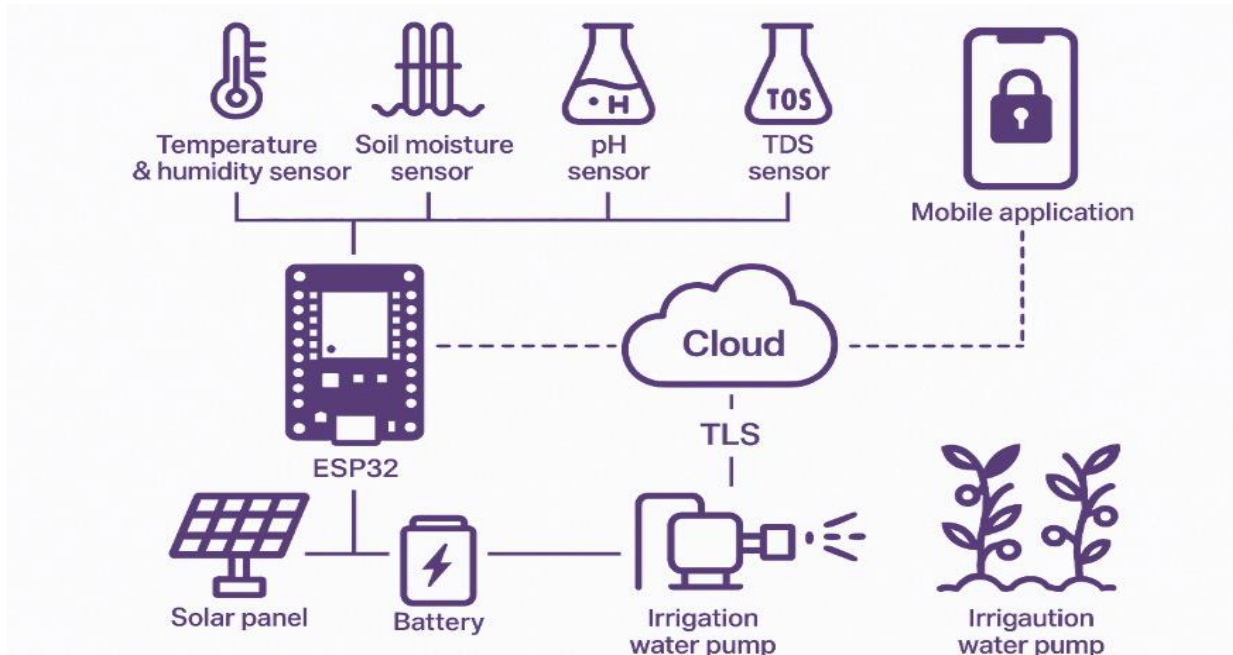 • H
TOS
Temperature
& humidity sensor
Soil moisture
sensor
pH
sensor
TDS
sensor
Mobile application
Cloud
TLS
ESP32
Solar panel
Battery
Irrigation
water pump
Irrigaution
water pump